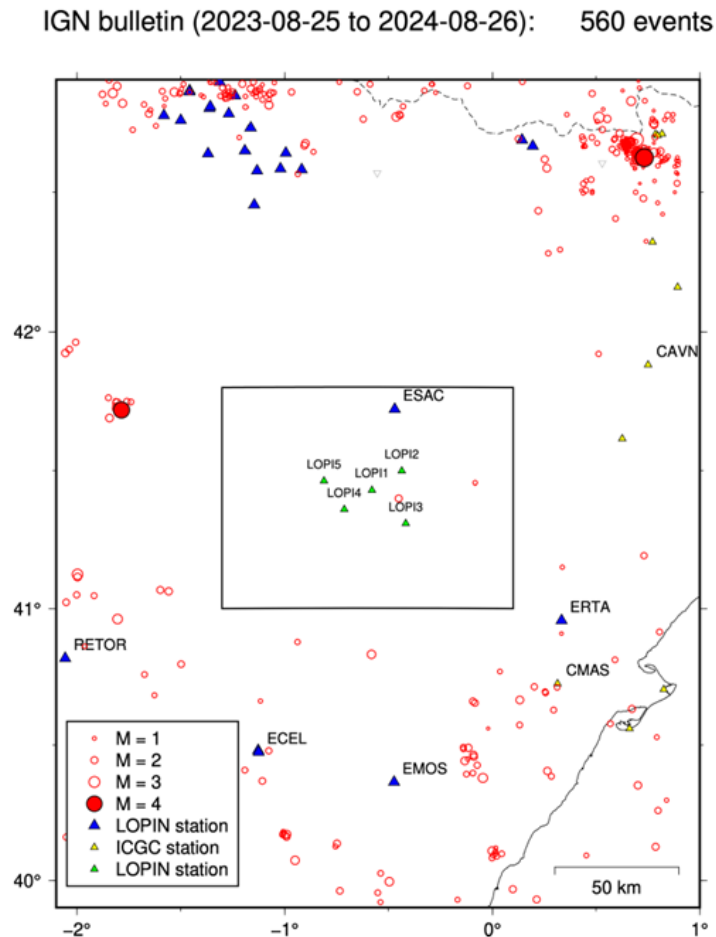 IGN bulletin (2023-08-25 to 2024-08-26): 560 events
42°
41°
40°
CAVN
ESAC
LOPI2
LOPI5
LOPI1
LOPI4
LOPI3
ERTA
RETOR
CMAS
ECEL
EMOS
M = 1
M = 2
M = 3
M = 4
LOPIN station
ICGC station
LOPIN station
50 km
−2°
−1°
0°
1°